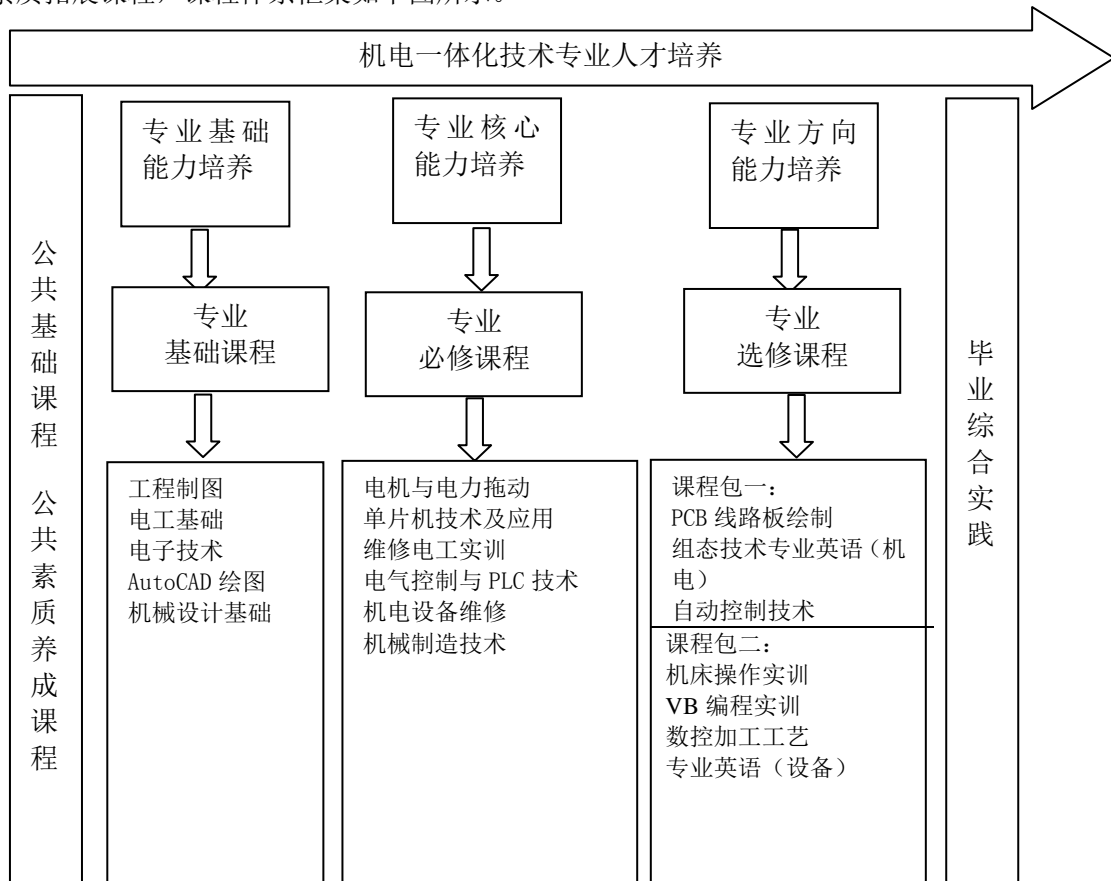 机电一体化技术专业人才培养
公共基础课程
公共素质养成课程
专业基础
能力培养
专业
基础课程
工程制图
电工基础
电子技术
AutoCAD 绘图
机械设计基础
专业核心
能力培养
专业
必修课程
电机与电力拖动
单片机技术及应用
维修电工实训
电气控制与 PLC 技术
机电设备维修
机械制造技术
专业方向
能力培养
专业
选修课程
课程包一：
PCB 线路板绘制
组态技术专业英语（机
电）
自动控制技术
课程包二：
机床操作实训
VB 编程实训
数控加工工艺
专业英语（设备）
毕业综合实践